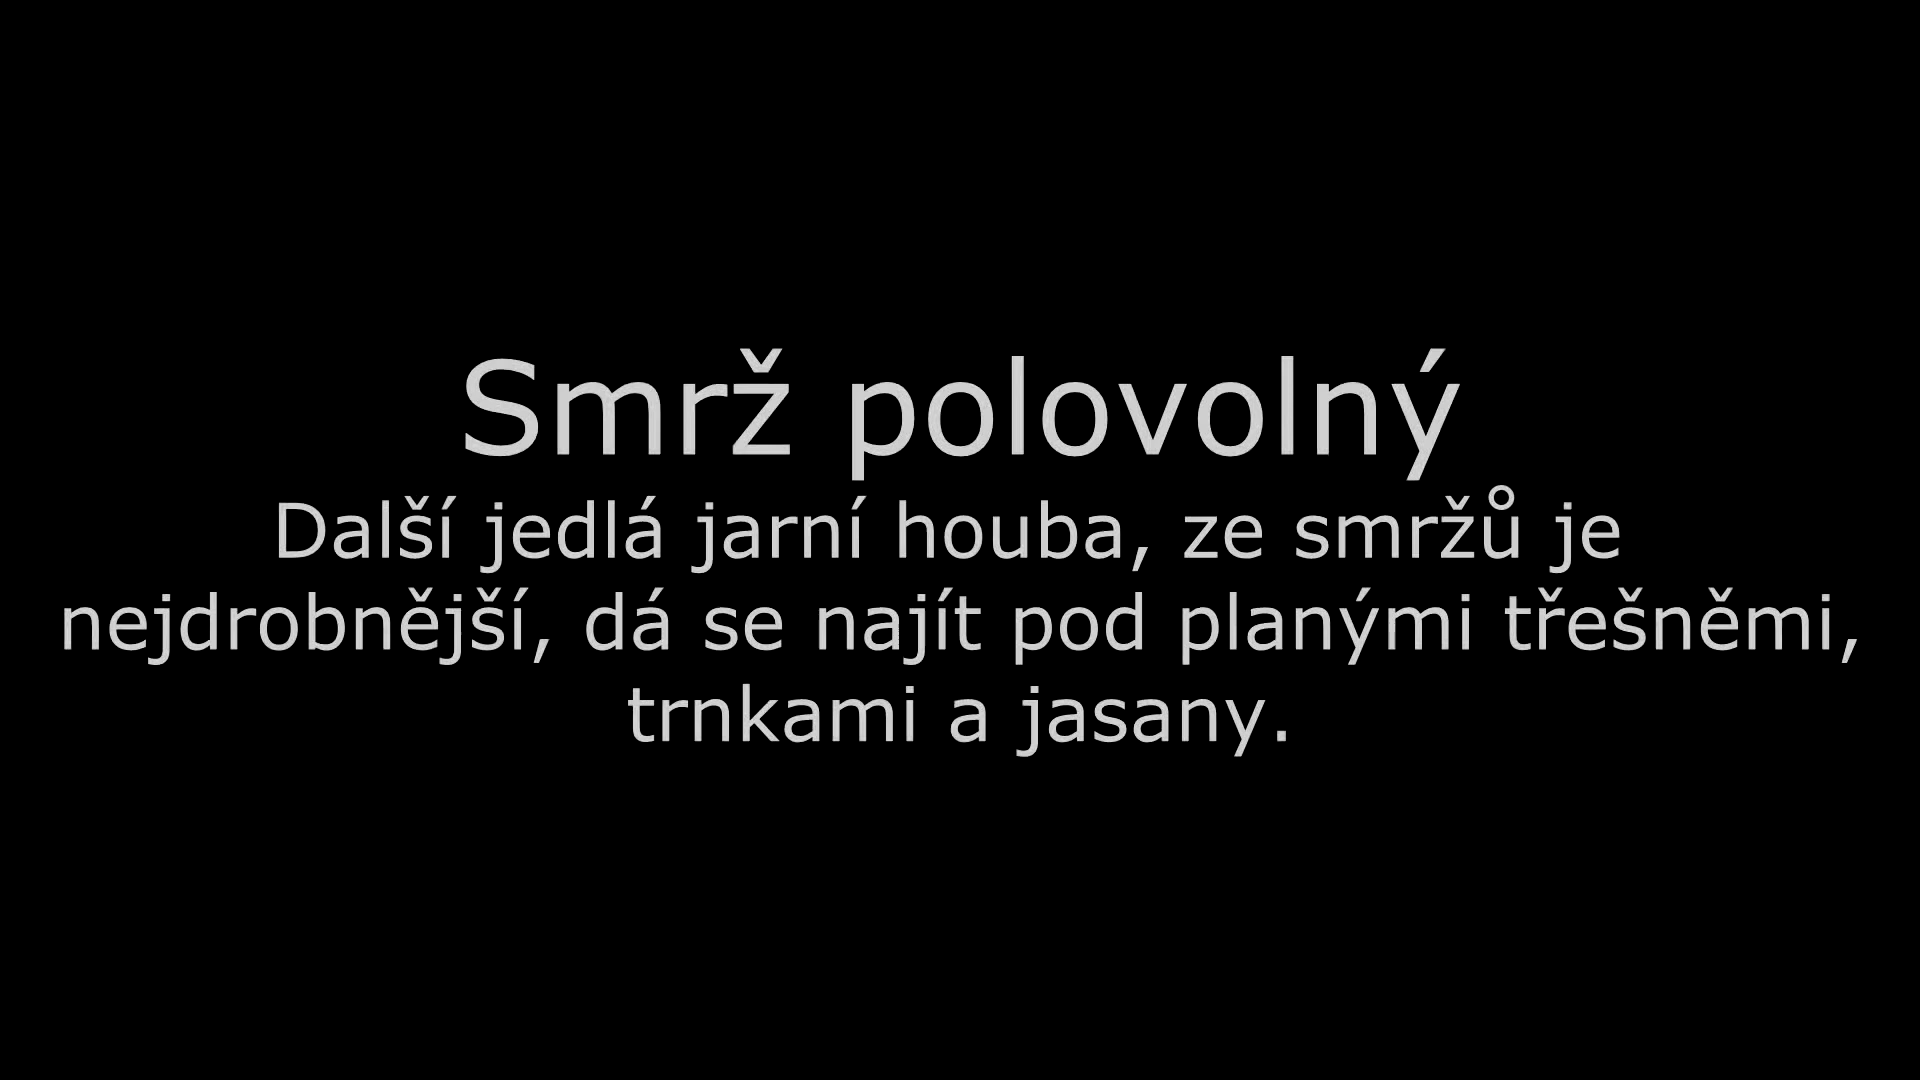 Smrž polovolný
Další jedlá jarní houba, ze smržů je
nejdrobnější, dá se najít pod planými třešněmi,
trnkami a jasany.